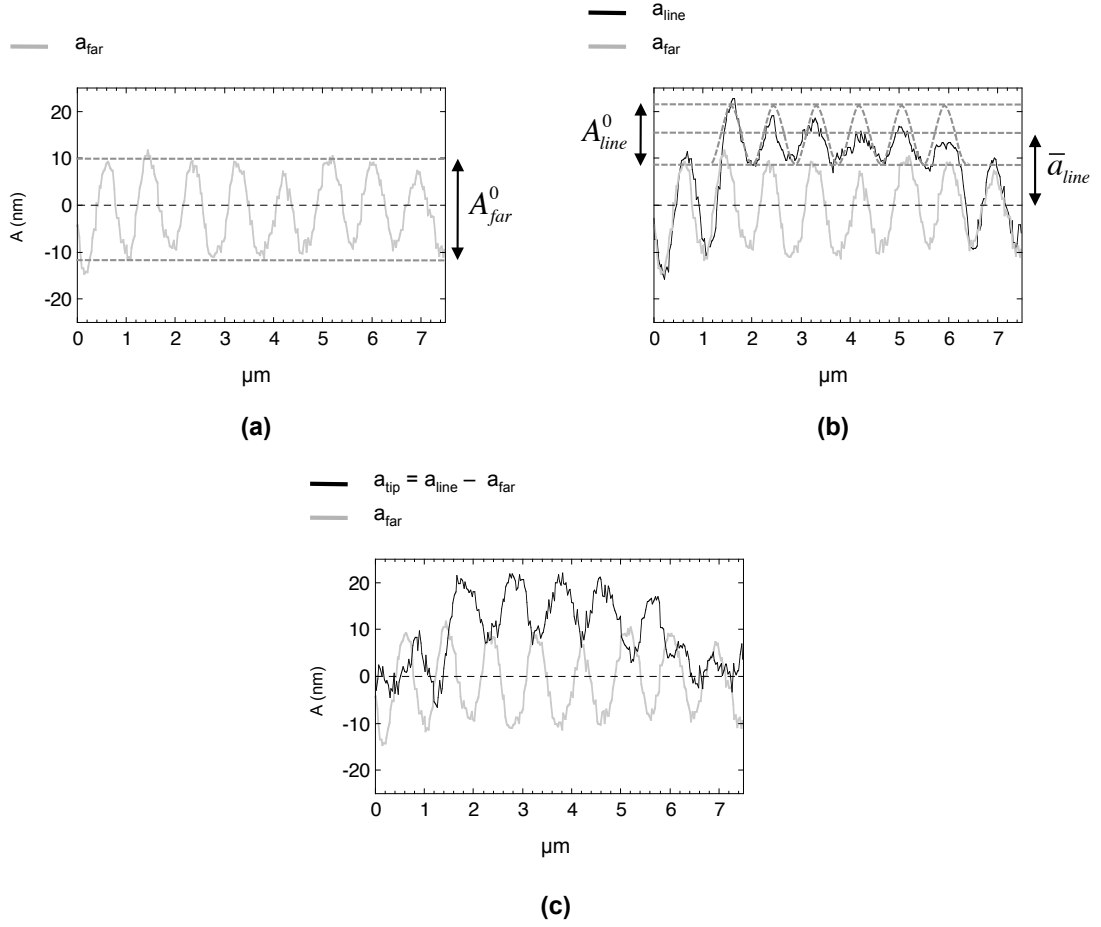 a_far
A (nm)
20
10
0
-10
-20
A^0_far
0 1 2 3 4 5 6 7
µm
(a)
a_line
a_far
A^0_line
a̅_line
0 1 2 3 4 5 6 7
µm
(b)
a_tip = a_line – a_far
a_far
A (nm)
20
10
0
-10
-20
0 1 2 3 4 5 6 7
µm
(c)